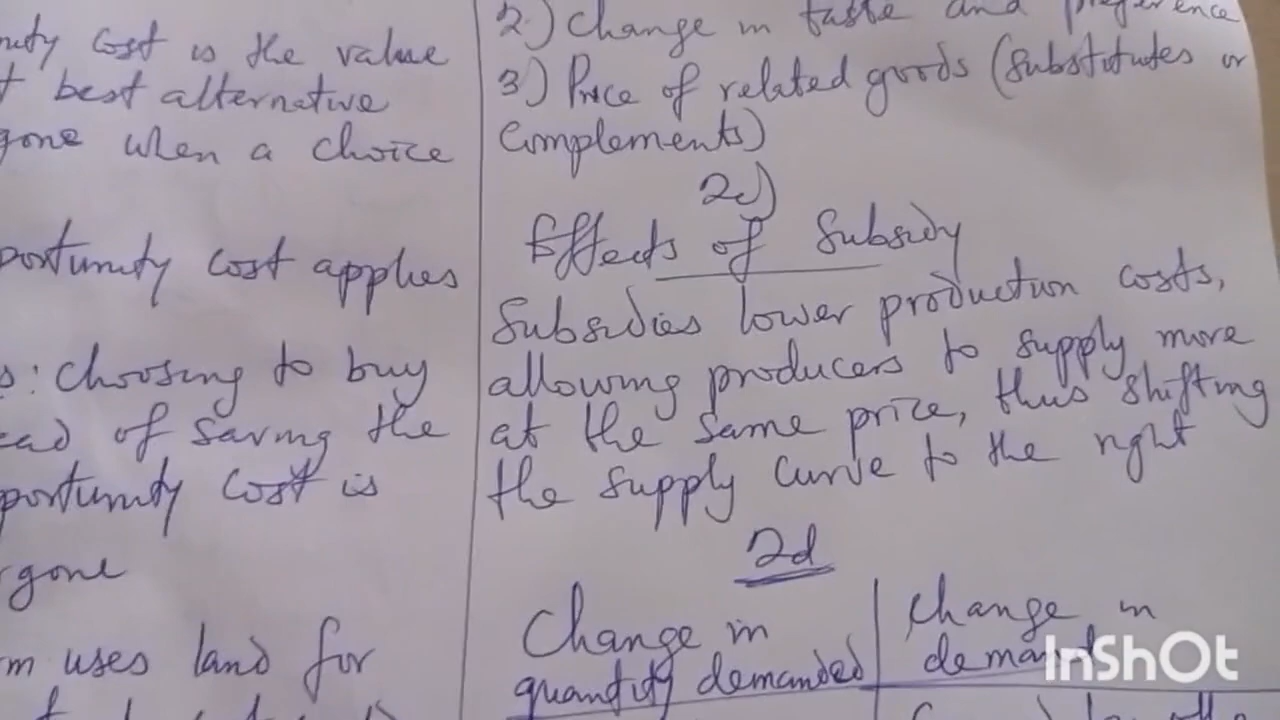 cost is the value
best alternative
gone when a choice
cost applies
: choosing to buy
of saving the
cost is
gone
uses land for
2) Change in taste and preference
3) Price of related goods (Substitutes or
Complements)
2c)
Effects of Subsidy
Subsidies lower production costs,
allowing producers to supply more
at the same price, thus shifting
the supply curve to the right
2d
Change in
quantity demanded
Change in
demand
InShOt